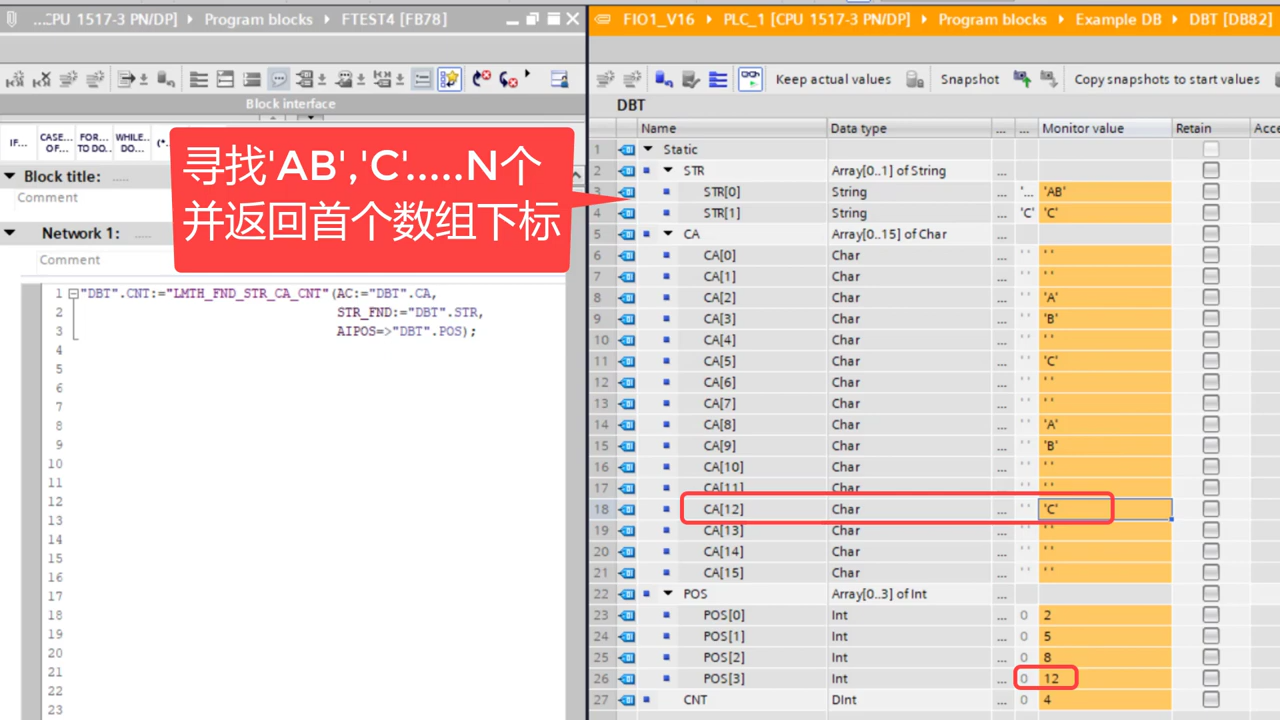 ...CPU 1517-3 PN/DP] Program blocks FTEST4 [FB78]
Block interface
IF... CASE... OF... FOR... TO DO.. WHILE.. DO... (*..
Block title: .....
Comment
Network 1: .....
Comment
寻找'AB','C'.....N个
并返回首个数组下标
1 "DBT".CNT:="LMTH_FND_STR_CA_CNT"(AC:="DBT".CA,
2 STR_FND:="DBT".STR,
3 AIPOS=>"DBT".POS);
4
5
6
7
8
9
10
11
12
13
14
15
16
17
18
19
20
21
22
23
FIO1_V16 PLC_1 [CPU 1517-3 PN/DP] Program blocks Example DB DBT [DB82]
Keep actual values Snapshot Copy snapshots to start values
DBT
Name Data type ... ... Monitor value Retain Acce
1 Static
2 STR Array[0..1] of String ...
3 STR[0] String ... '... 'AB'
4 STR[1] String ... 'C' 'C'
5 CA Array[0..15] of Char ...
6 CA[0] Char ... ' ' ' '
7 CA[1] Char ... ' ' ' '
8 CA[2] Char ... ' ' 'A'
9 CA[3] Char ... ' ' 'B'
10 CA[4] Char ... ' ' ' '
11 CA[5] Char ... ' ' 'C'
12 CA[6] Char ... ' ' ' '
13 CA[7] Char ... ' ' ' '
14 CA[8] Char ... ' ' 'A'
15 CA[9] Char ... ' ' 'B'
16 CA[10] Char ... ' ' ' '
17 CA[11] Char ... ' ' ' '
18 CA[12] Char ... ' ' 'C'
19 CA[13] Char ... ' ' ' '
20 CA[14] Char ... ' ' ' '
21 CA[15] Char ... ' ' ' '
22 POS Array[0..3] of Int ...
23 POS[0] Int ... 0 2
24 POS[1] Int ... 0 5
25 POS[2] Int ... 0 8
26 POS[3] Int ... 0 12
27 CNT DInt ... 0 4